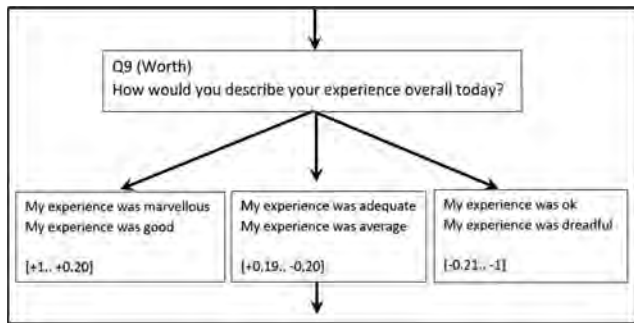 Q9 (Worth)
How would you describe your experience overall today?
My experience was marvellous
My experience was good
[+1.. +0.20]
My experience was adequate
My experience was average
[+0.19.. -0.20]
My experience was ok
My experience was dreadful
[-0.21.. -1]